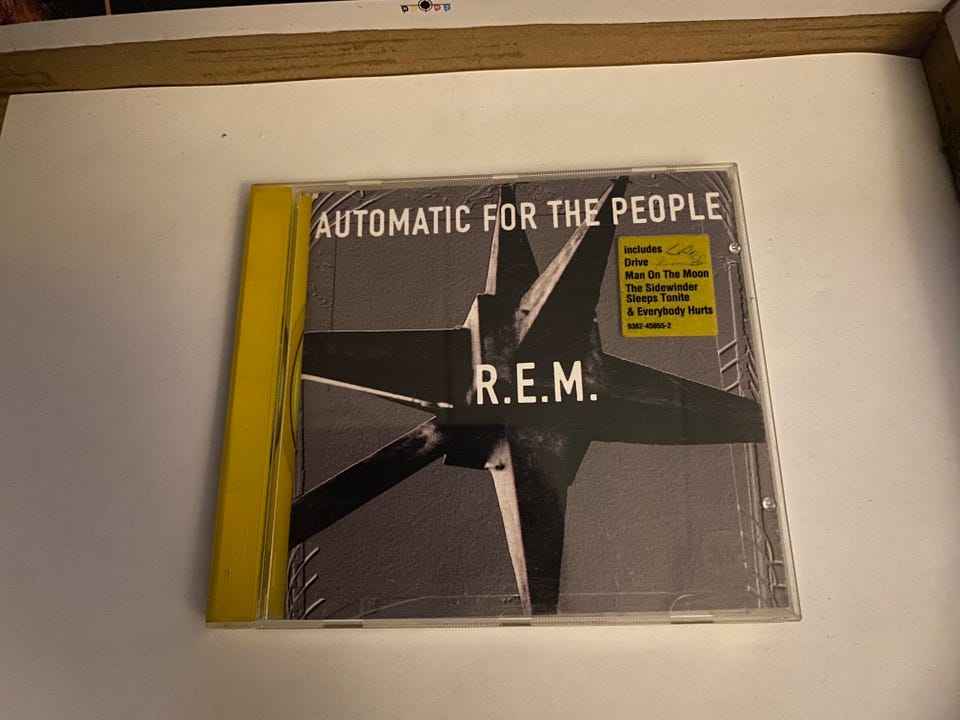 AUTOMATIC FOR THE PEOPLE
includes
Drive
Man On The Moon
The Sidewinder
Sleeps Tonite
& Everybody Hurts
9362-45055-2
R.E.M.